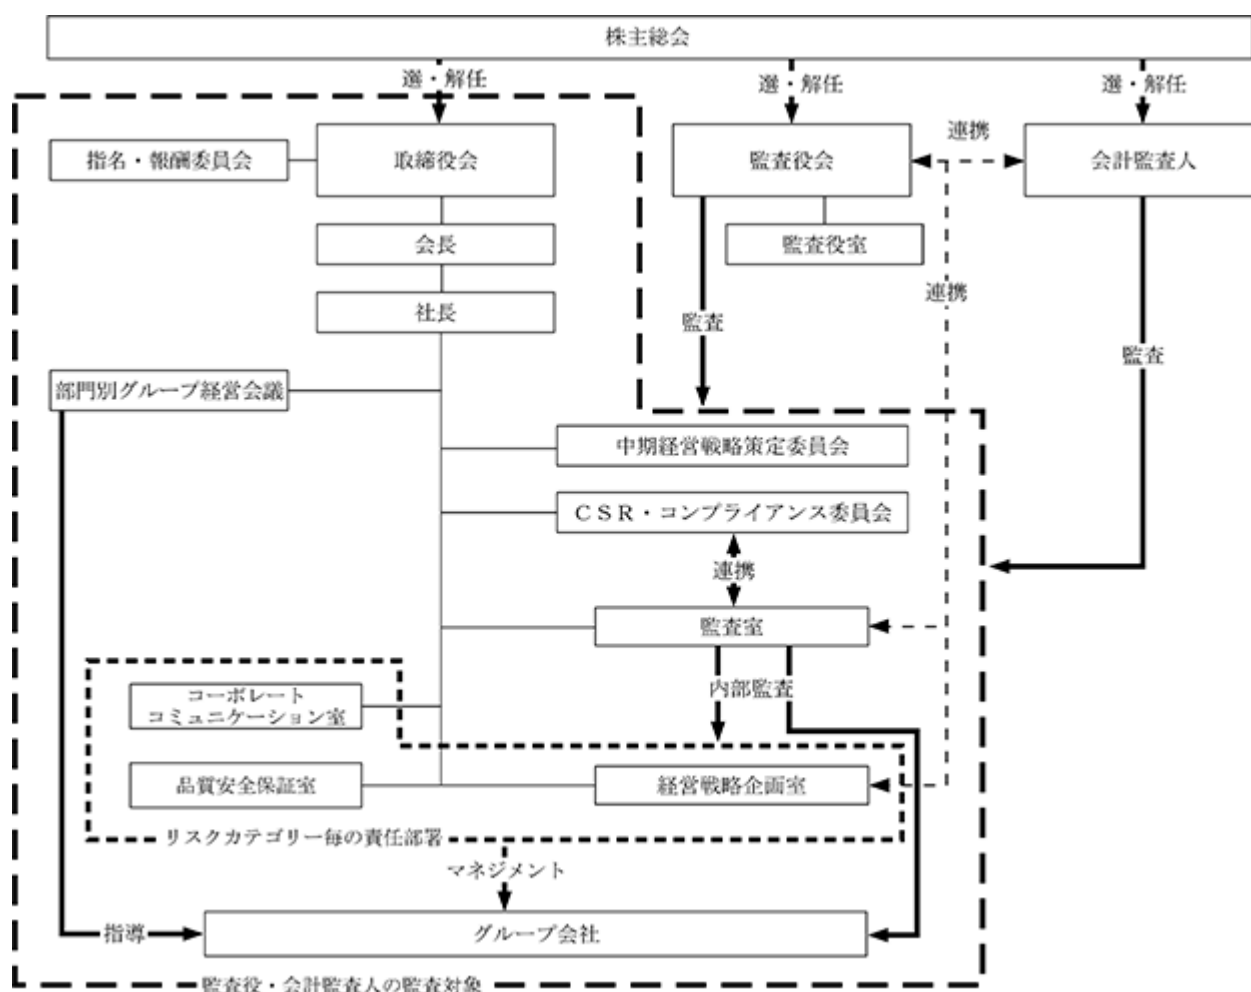 株主総会
選・解任
選・解任
選・解任
指名・報酬委員会
取締役会
監査役会
連携
会計監査人
会長
監査役室
社長
連携
監査
監査
部門別グループ経営会議
中期経営戦略策定委員会
CSR・コンプライアンス委員会
連携
監査室
コーポレート
コミュニケーション室
内部監査
品質安全保証室
経営戦略企画室
リスクカテゴリー毎の責任部署
マネジメント
指導
グループ会社
監査役・会計監査人の監査対象